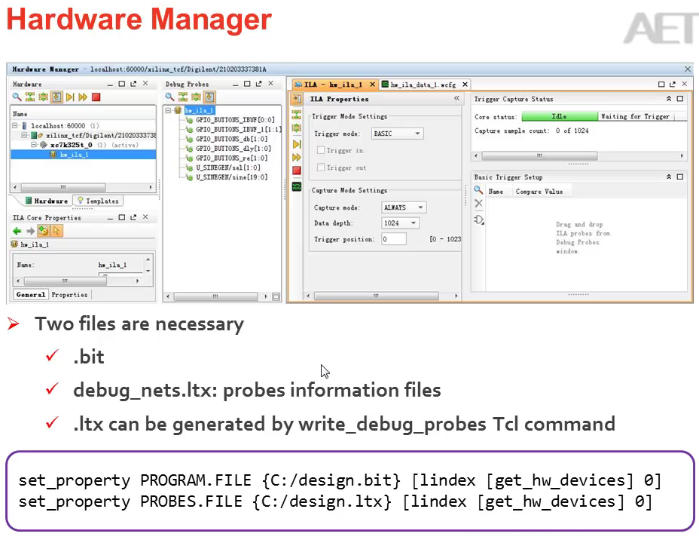 Hardware Manager
AET
Hardware Manager - localhost:60000/xilinx_tcf/Digilent/210203337381A
Hardware
Name
localhost:60000 (1)
xilinx_tcf/Digilent/2102033373
xc7k325t_0 (1) (active)
hw_ila_1
Hardware
Templates
ILA Core Properties
hw_ila_1
Name:
hw_ila_1
General
Properties
Debug Probes
hw_ila_1
GPIO_BUTTONS_IBUF[0:0]
GPIO_BUTTONS_IBUF_1[1:1]
GPIO_BUTTONS_db[1:0]
GPIO_BUTTONS_dly[1:0]
GPIO_BUTTONS_re[1:0]
U_SINEGEN/sel[1:0]
U_SINEGEN/sine[19:0]
ILA - hw_ila_1
hw_ila_data_1.wcfg
ILA Properties
Trigger Mode Settings
Trigger mode:
BASIC
Trigger in
Trigger out
Capture Mode Settings
Capture mode:
ALWAYS
Data depth:
1024
Trigger position:
0
[0 - 1023
Trigger Capture Status
Core status:
Idle
Waiting for Trigger
Capture sample count: 0 of 1024
Basic Trigger Setup
Name
Compare Value
Drag and drop
ILA probes from
Debug Probes
window.
Two files are necessary
.bit
debug_nets.ltx: probes information files
.ltx can be generated by write_debug_probes Tcl command
set_property PROGRAM.FILE {C:/design.bit} [lindex [get_hw_devices] 0]
set_property PROBES.FILE {C:/design.ltx} [lindex [get_hw_devices] 0]